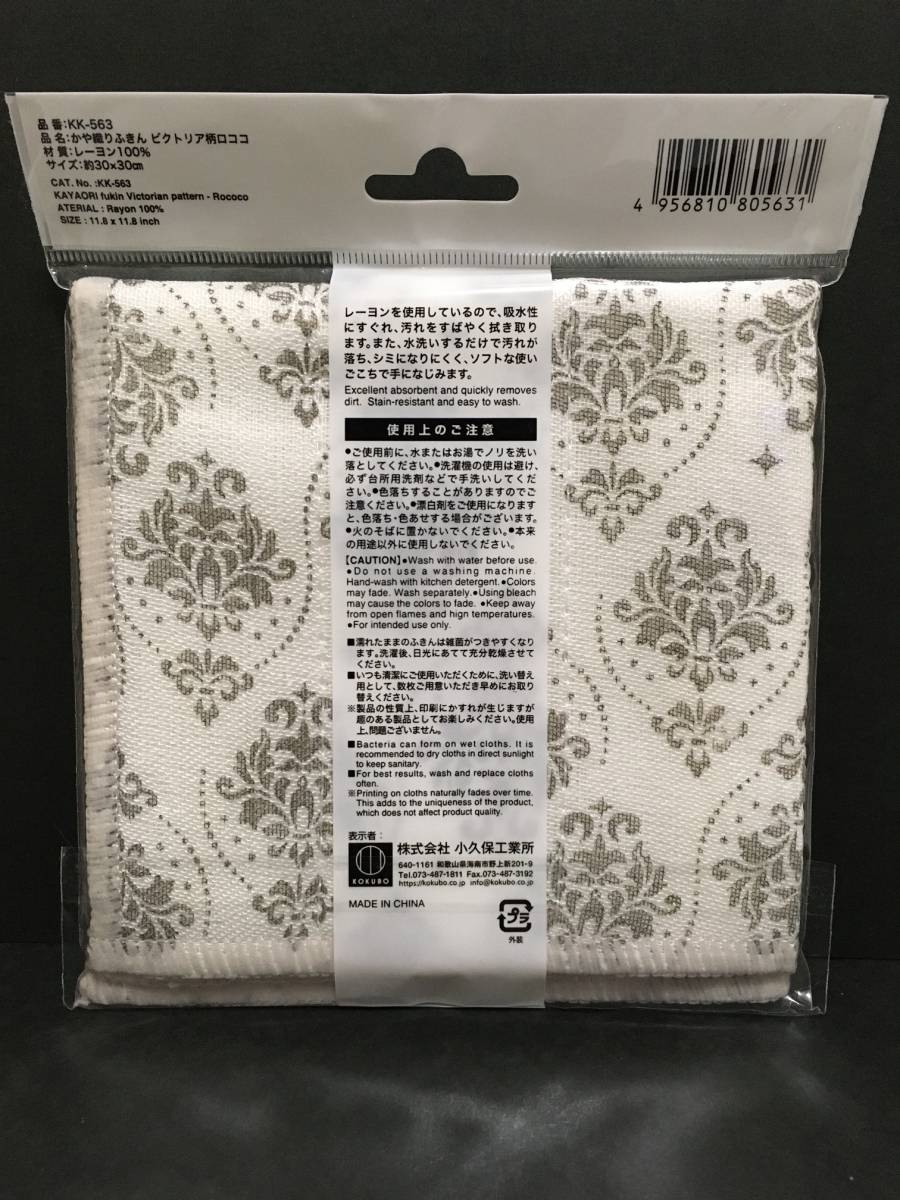 品 番:KK-563
品 名:かや織りふきん ビクトリア柄ロココ
材 質:レーヨン100%
サイズ:約30×30㎝
CAT. No. :KK-563
KAYAORI fukin Victorian pattern - Rococo
ATERIAL : Rayon 100%
SIZE : 11.8 x 11.8 inch
4 956810 805631
レーヨンを使用しているので、吸水性
にすぐれ、汚れをすばやく拭き取り
ます。また、水洗いするだけで汚れが
落ち、シミになりにくく、ソフトな使い
ごこちで手になじみます。
Excellent absorbent and quickly removes
dirt. Stain-resistant and easy to wash.
使用上のご注意
●ご使用前に、水またはお湯でノリを洗い
落としてください。●洗濯機の使用は避け、
必ず台所用洗剤などで手洗いしてくだ
さい。●色落ちすることがありますのでご
注意ください。●漂白剤をご使用になります
と、色落ち・色あせする場合がございます。
●火のそばに置かないでください。●本来
の用途以外に使用しないでください。
【CAUTION】●Wash with water before use.
●Do not use a washing machine.
Hand-wash with kitchen detergent.●Colors
may fade. Wash separately.●Using bleach
may cause the colors to fade. ●Keep away
from open flames and hign temperatures.
●For intended use only.
■濡れたままのふきんは雑菌がつきやすくなり
ます。洗濯後、日光にあてて充分乾燥させて
ください。
■いつも清潔にご使用いただくために、洗い替え
用として、数枚ご用意いただき早めにお取り
替えください。
※製品の性質上、印刷にかすれが生じますが
趣のある製品としてお楽しみください。使用
上、問題ございません。
■Bacteria can form on wet cloths. It is
recommended to dry cloths in direct sunlight
to keep sanitary.
■For best results, wash and replace cloths
often.
※Printing on cloths naturally fades over time.
This adds to the uniqueness of the product,
which does not affect product quality.
表示者:
KOKUBO
株式会社 小久保工業所
640-1161 和歌山県海南市野上新201-9
Tel.073-487-1811 Fax.073-487-3192
https://kokubo.co.jp info@kokubo.co.jp
MADE IN CHINA
プラ
外装